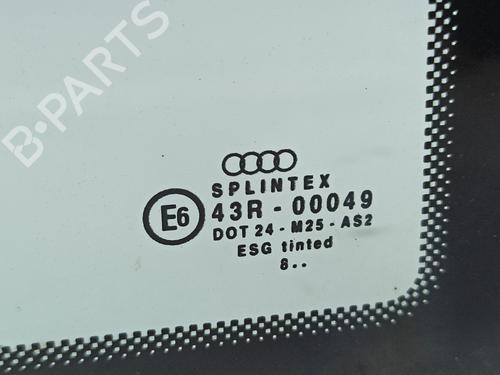 B-PARTS
SPLINTEX
E6
43R - 00049
DOT 24 - M25 - AS2
ESG tinted
8..